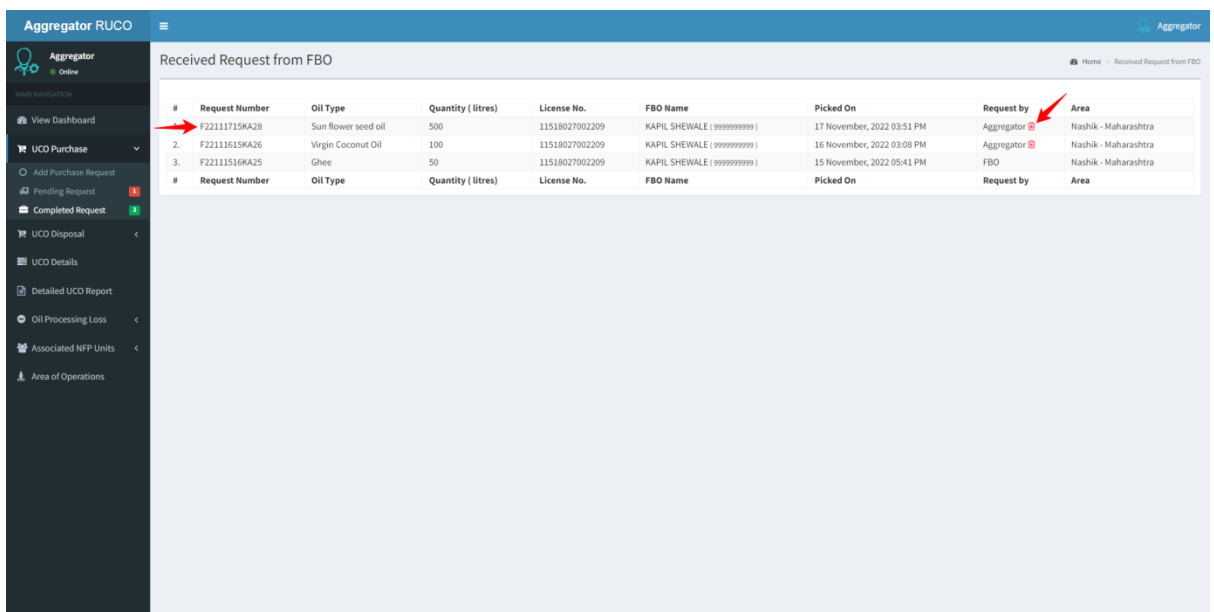 Aggregator RUCO
Aggregator
Aggregator
Online
Received Request from FBO
Home > Received Request from FBO
MAIN NAVIGATION
View Dashboard
UCO Purchase
Add Purchase Request
Pending Request 1
Completed Request 3
UCO Disposal
UCO Details
Detailed UCO Report
Oil Processing Loss
Associated NFP Units
Area of Operations
# Request Number Oil Type Quantity ( litres) License No. FBO Name Picked On Request by Area
F22111715KA28 Sun flower seed oil 500 11518027002209 KAPIL SHEWALE ( 9999999999 ) 17 November, 2022 03:51 PM Aggregator Nashik - Maharashtra
2. F22111615KA26 Virgin Coconut Oil 100 11518027002209 KAPIL SHEWALE ( 9999999999 ) 16 November, 2022 03:08 PM Aggregator Nashik - Maharashtra
3. F22111516KA25 Ghee 50 11518027002209 KAPIL SHEWALE ( 9999999999 ) 15 November, 2022 05:41 PM FBO Nashik - Maharashtra
# Request Number Oil Type Quantity ( litres) License No. FBO Name Picked On Request by Area